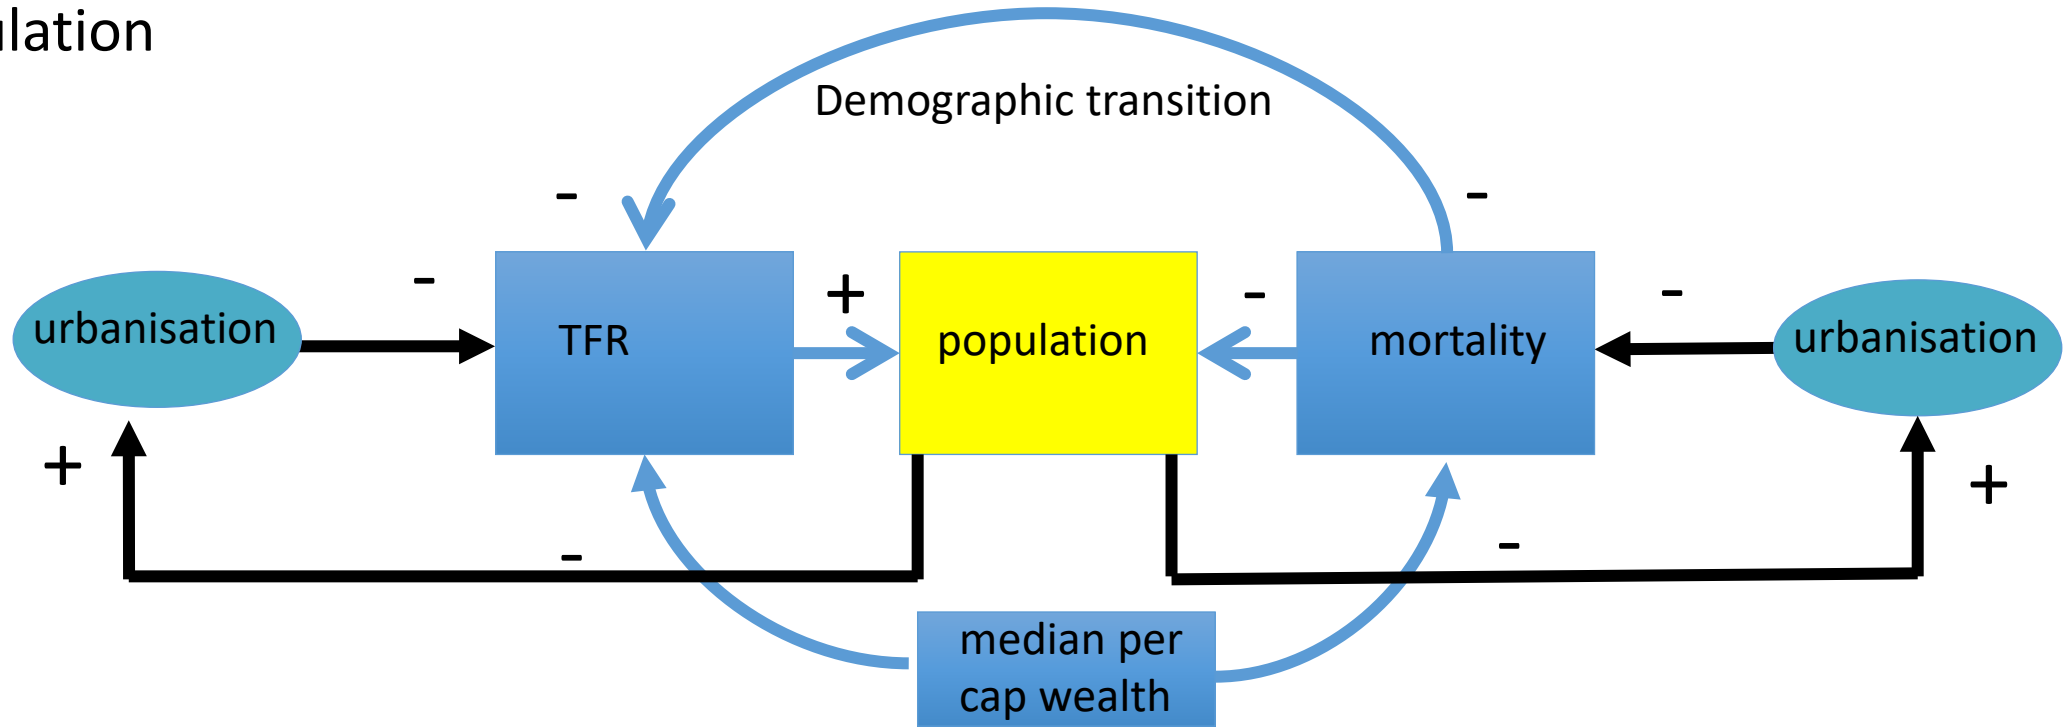 ulation
Demographic transition
- -
- + - -
urbanisation TFR population mortality urbanisation
+ +
- -
median per
cap wealth